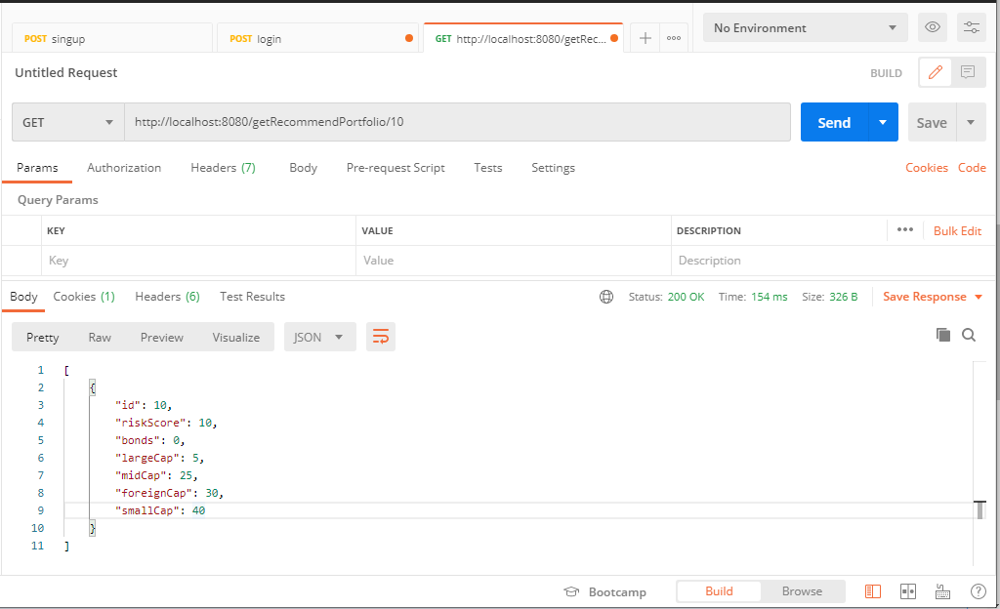 POST singup POST login GET http://localhost:8080/getRec... No Environment
Untitled Request BUILD
GET http://localhost:8080/getRecommendPortfolio/10 Send Save
Params Authorization Headers (7) Body Pre-request Script Tests Settings Cookies Code
Query Params
KEY VALUE DESCRIPTION Bulk Edit
Key Value Description
Body Cookies (1) Headers (6) Test Results Status: 200 OK Time: 154 ms Size: 326 B Save Response
Pretty Raw Preview Visualize JSON
1 [
2 {
3 "id": 10,
4 "riskScore": 10,
5 "bonds": 0,
6 "largeCap": 5,
7 "midCap": 25,
8 "foreignCap": 30,
9 "smallCap": 40
10 }
11 ]
Bootcamp Build Browse